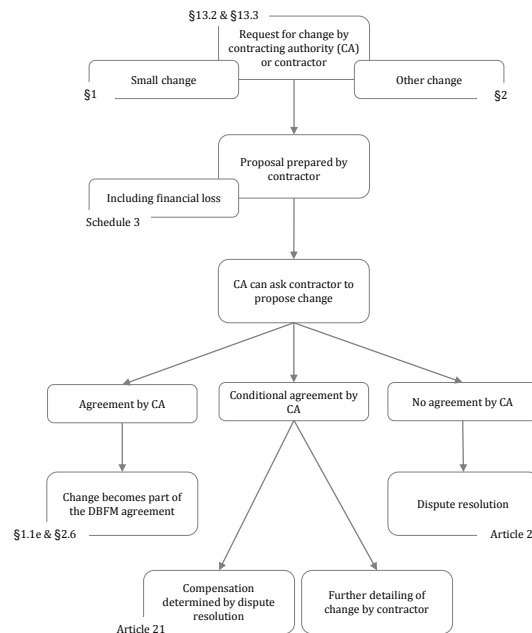 §13.2 & §13.3
Request for change by
contracting authority (CA)
or contractor
Small change
Other change
§1
§2
Proposal prepared by
contractor
Including financial loss
Schedule 3
CA can ask contractor to
propose change
Agreement by CA
Conditional agreement by
CA
No agreement by CA
Change becomes part of
the DBFM agreement
§1.1e & §2.6
Dispute resolution
Article 2
Compensation
determined by dispute
resolution
Article 21
Further detailing of
change by contractor